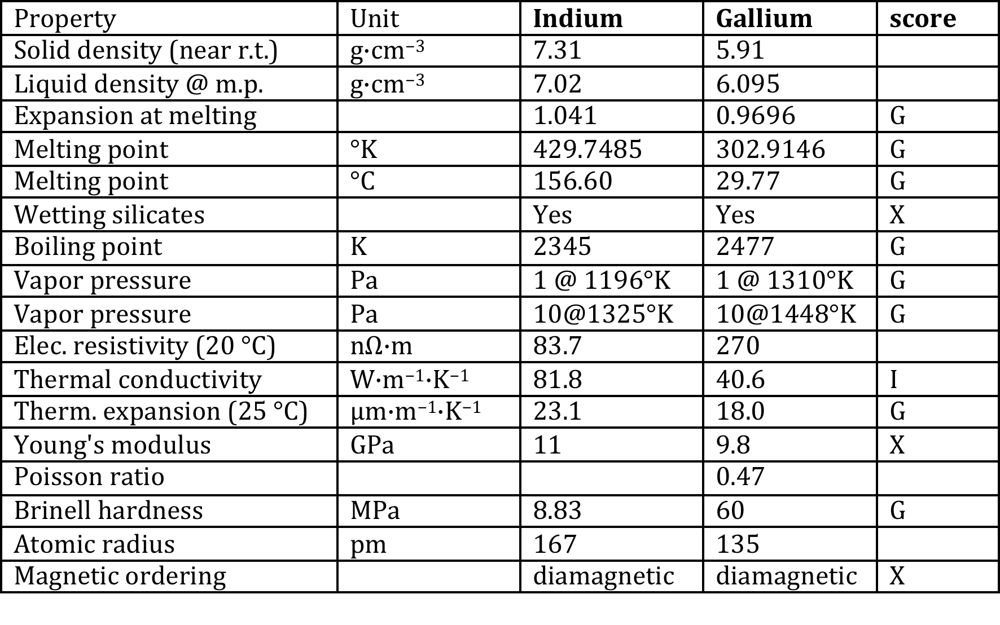 Property Unit Indium Gallium score
Solid density (near r.t.) g·cm⁻³ 7.31 5.91
Liquid density @ m.p. g·cm⁻³ 7.02 6.095
Expansion at melting 1.041 0.9696 G
Melting point °K 429.7485 302.9146 G
Melting point °C 156.60 29.77 G
Wetting silicates Yes Yes X
Boiling point K 2345 2477 G
Vapor pressure Pa 1 @ 1196°K 1 @ 1310°K G
Vapor pressure Pa 10@1325°K 10@1448°K G
Elec. resistivity (20 °C) nΩ·m 83.7 270
Thermal conductivity W·m⁻¹·K⁻¹ 81.8 40.6 I
Therm. expansion (25 °C) µm·m⁻¹·K⁻¹ 23.1 18.0 G
Young's modulus GPa 11 9.8 X
Poisson ratio 0.47
Brinell hardness MPa 8.83 60 G
Atomic radius pm 167 135
Magnetic ordering diamagnetic diamagnetic X